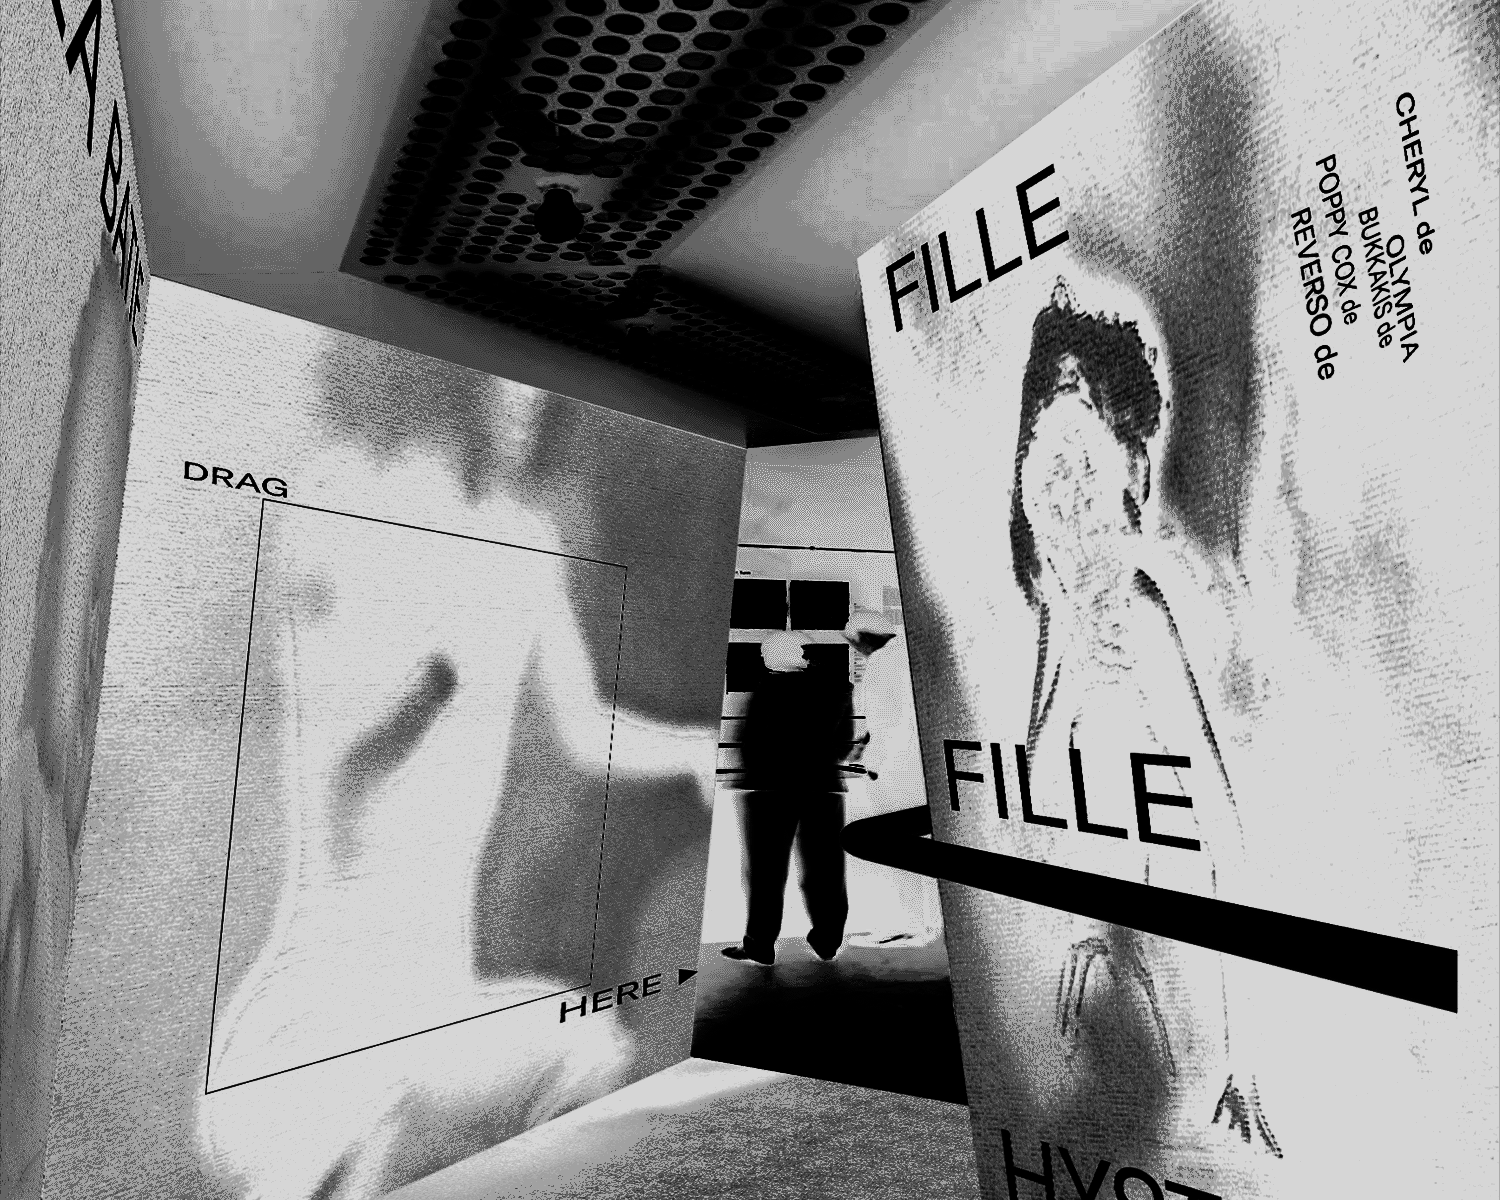 DRAG
HERE
FILLE
CHERYL de
OLYMPIA
BUKKAKIS de
POPPY COX de
REVERSO de
FILLE